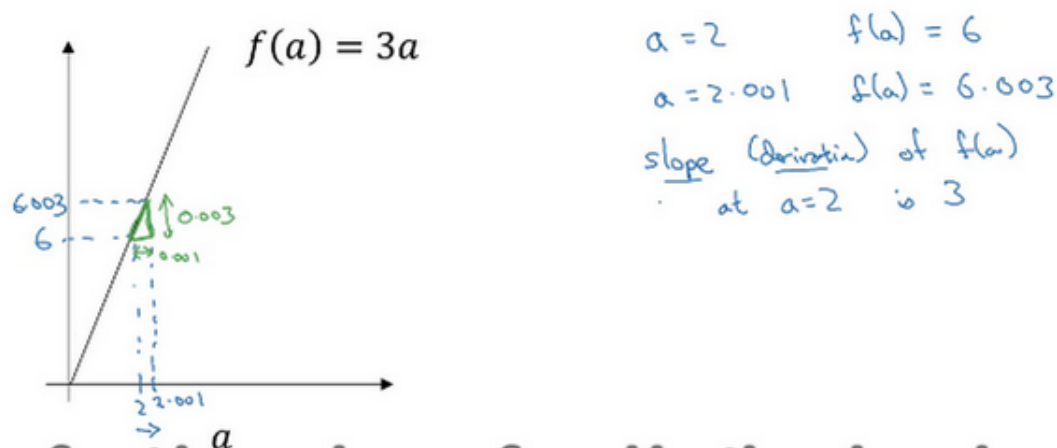 f(a) = 3a
a = 2 f(a) = 6
a = 2.001 f(a) = 6.003
slope (derivative) of f(a)
at a=2 is 3
6.003
0.003
6
0.001
2 2.001
a